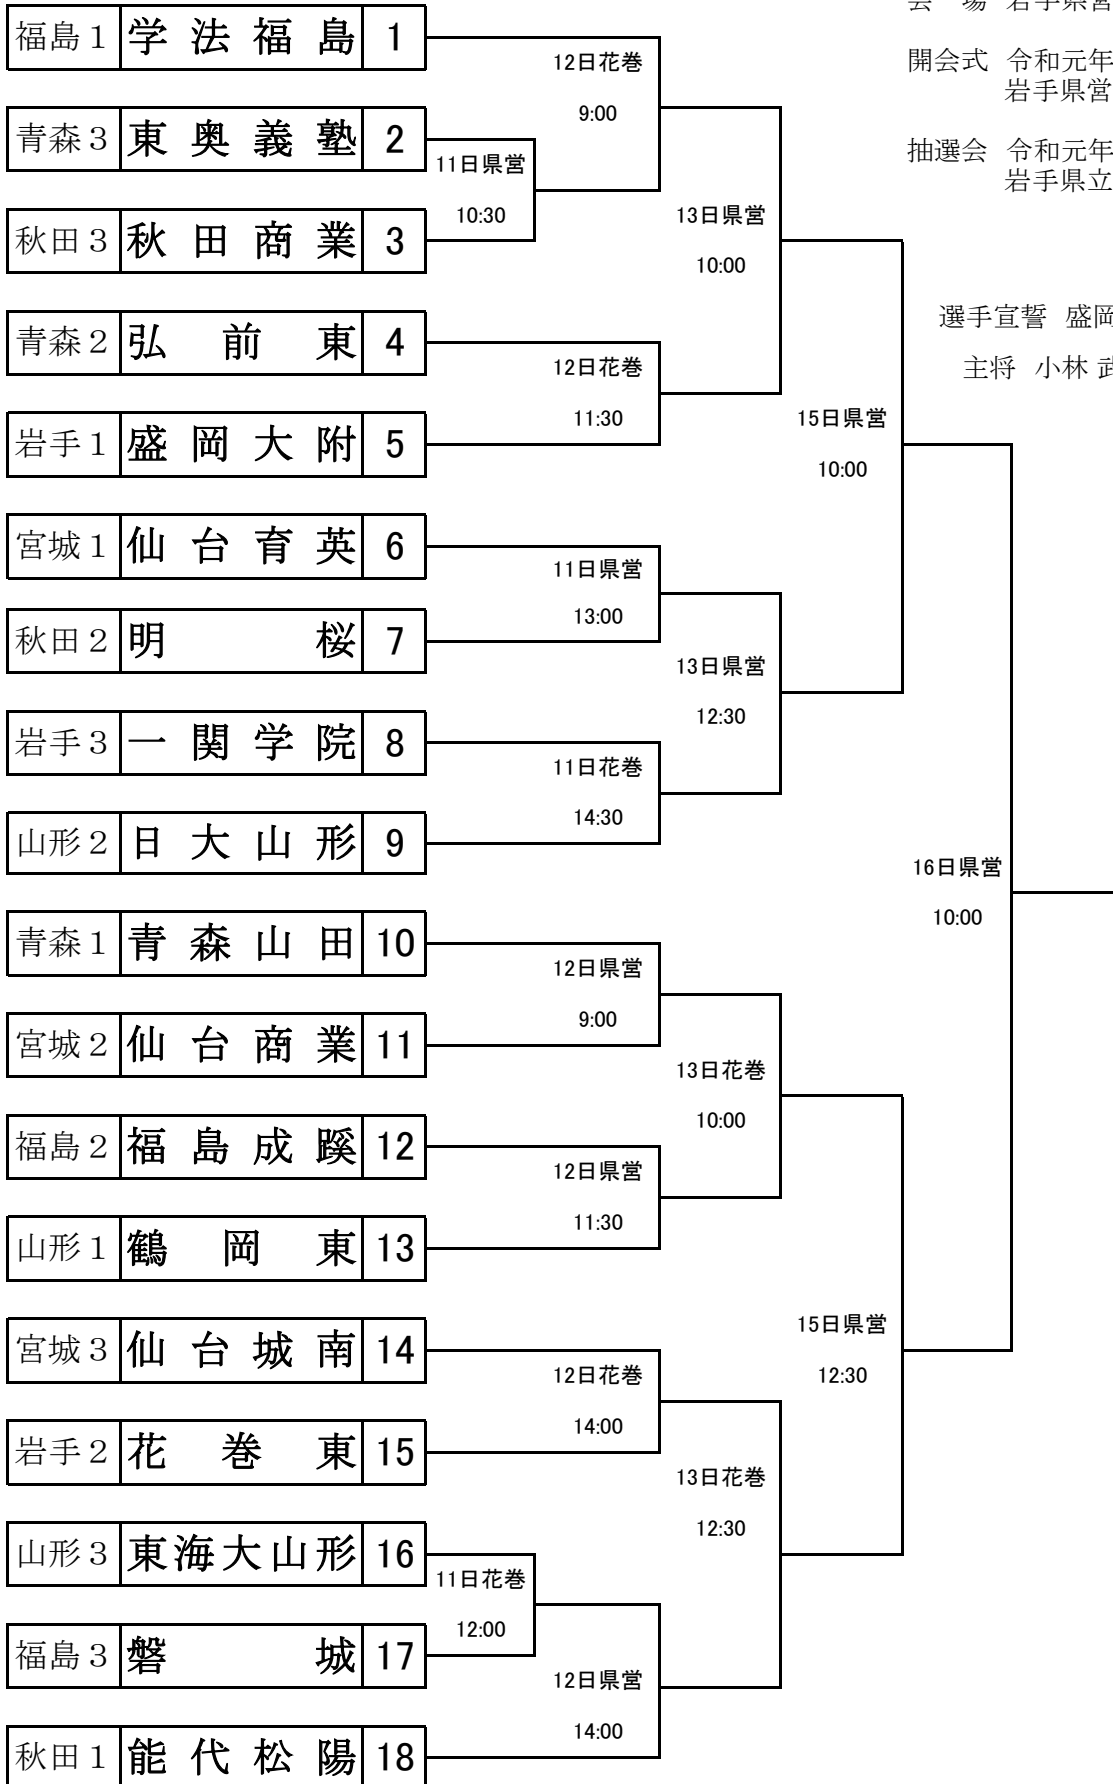 会 場 岩手県営
開会式 令和元年
岩手県営
抽選会 令和元年
岩手県立
選手宣誓 盛岡
主将 小林
福島1 学法福島 1
青森3 東奥義塾 2
秋田3 秋田商業 3
青森2 弘前東 4
岩手1 盛岡大附 5
宮城1 仙台育英 6
秋田2 明桜 7
岩手3 一関学院 8
山形2 日大山形 9
青森1 青森山田 10
宮城2 仙台商業 11
福島2 福島成蹊 12
山形1 鶴岡東 13
宮城3 仙台城南 14
岩手2 花巻東 15
山形3 東海大山形 16
福島3 磐城 17
秋田1 能代松陽 18
11日県営
10:30
11日花巻
12:00
12日花巻
9:00
12日花巻
11:30
11日県営
13:00
11日花巻
14:30
12日県営
9:00
12日県営
11:30
12日花巻
14:00
12日県営
14:00
13日県営
10:00
13日県営
12:30
13日花巻
10:00
13日花巻
12:30
15日県営
10:00
15日県営
12:30
16日県営
10:00